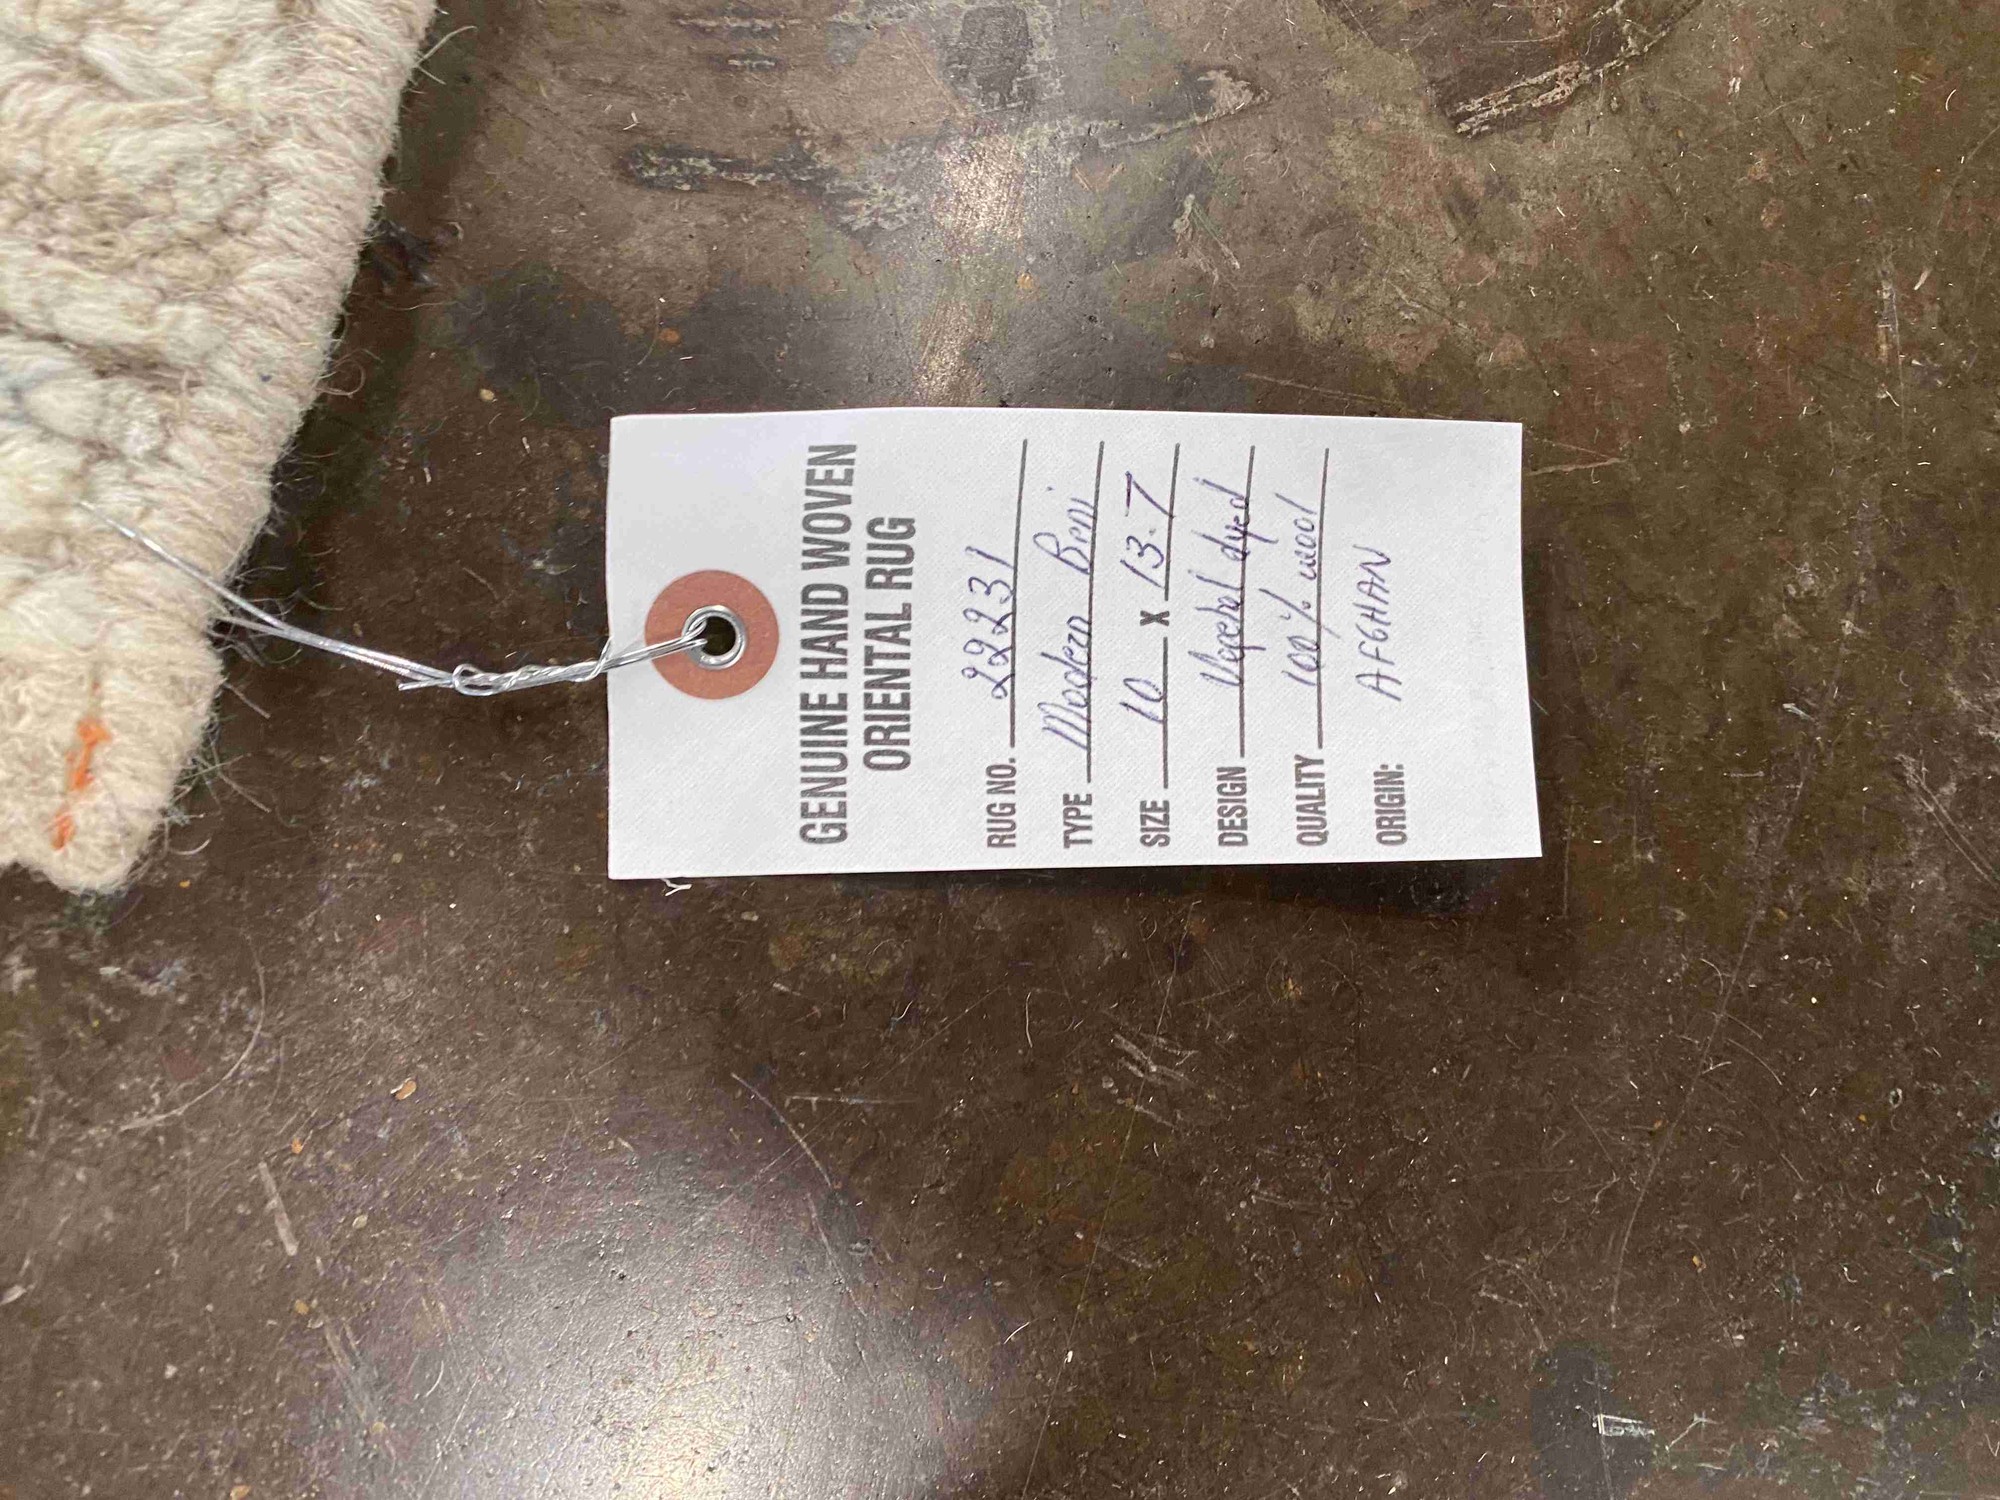 GENUINE HAND WOVEN
ORIENTAL RUG
RUG NO. 22231
TYPE Modern Beni
SIZE 10 X 13.7
DESIGN Vegetal dyed
QUALITY 100% wool
ORIGIN: AFGHAN